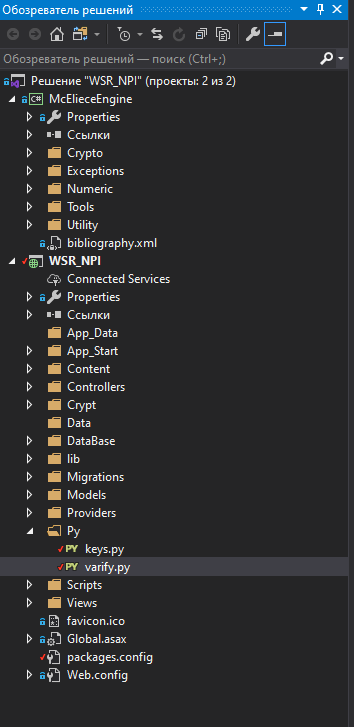 Обозреватель решений
Обозреватель решений — поиск (Ctrl+;)
Решение "WSR_NPI" (проекты: 2 из 2)
C# McElieceEngine
Properties
Ссылки
Crypto
Exceptions
Numeric
Tools
Utility
bibliography.xml
WSR_NPI
Connected Services
Properties
Ссылки
App_Data
App_Start
Content
Controllers
Crypt
Data
DataBase
lib
Migrations
Models
Providers
Py
PY keys.py
PY varify.py
Scripts
Views
favicon.ico
Global.asax
packages.config
Web.config